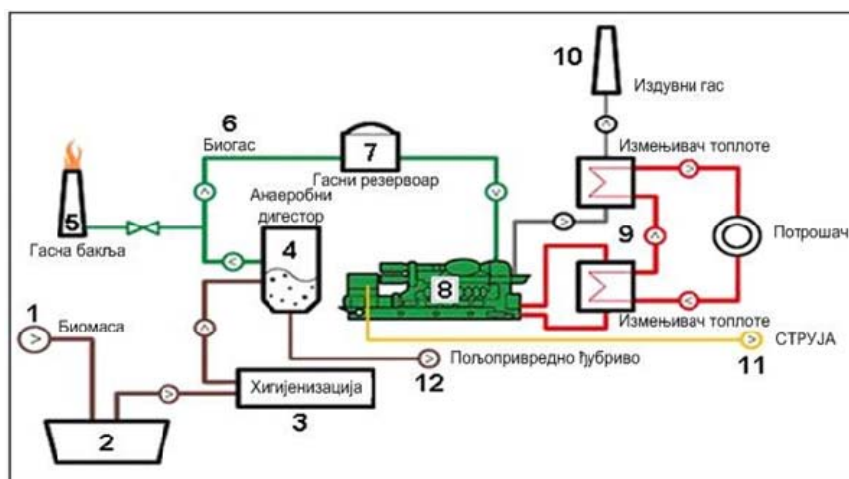 10
Издувни гас
6
Биогас
7
Гасни резервоар
Измењивач топлоте
Анаеробни
дигестор
5
4
Гасна бакља
8
9
Потрошач
1
Биомаса
Измењивач топлоте
СТРУЈА
11
Пољопривредно ђубриво
12
Хигијенизација
3
2